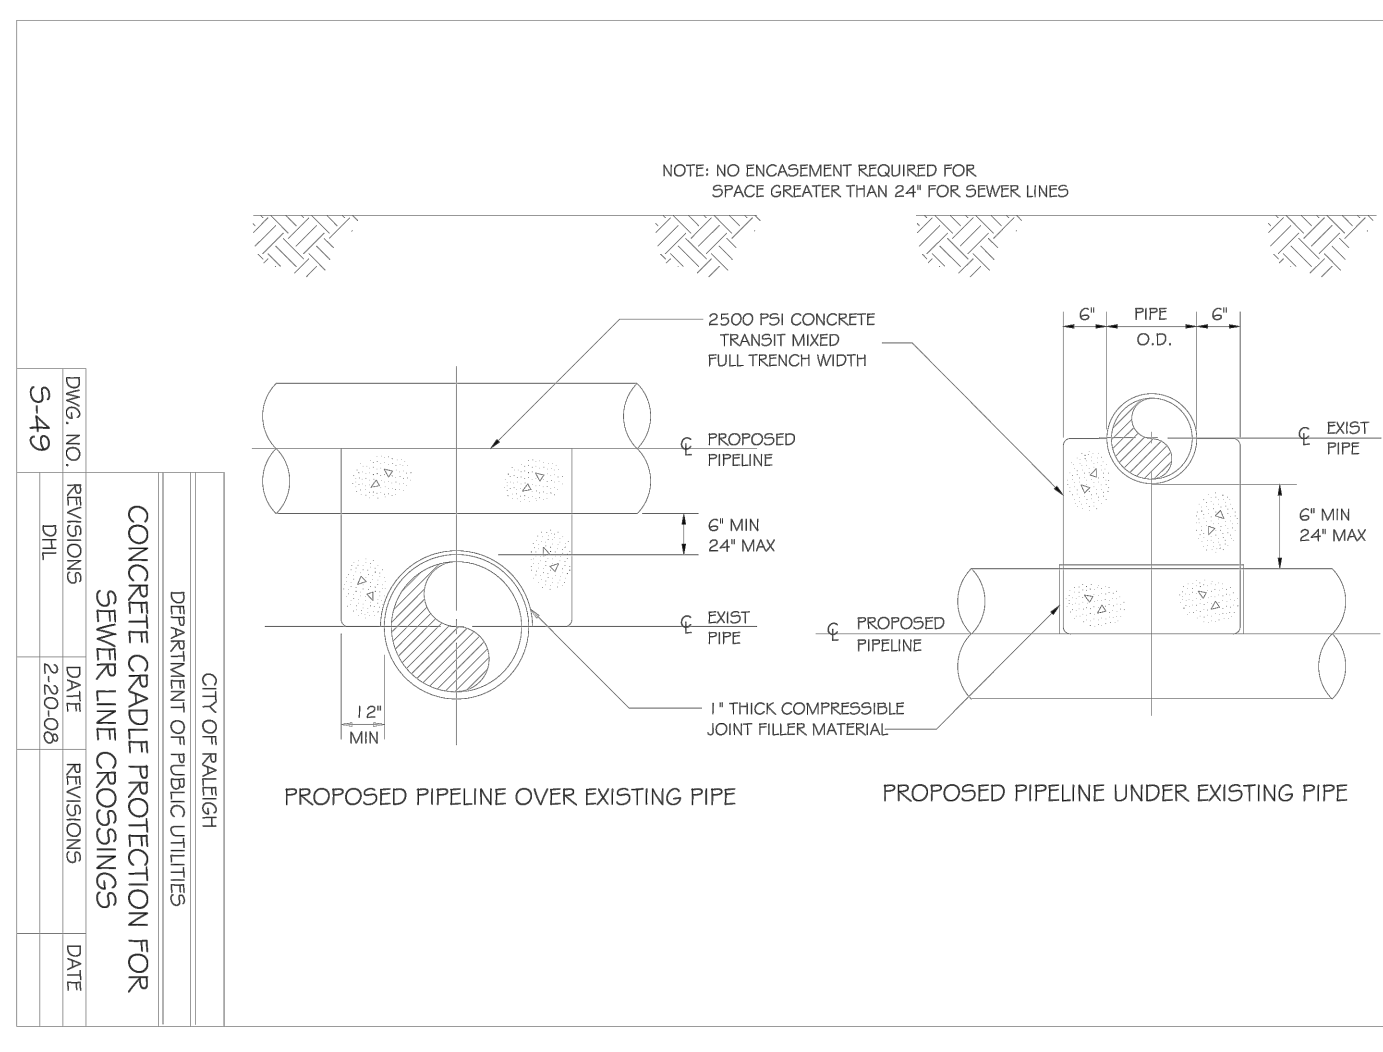 NOTE: NO ENCASEMENT REQUIRED FOR
SPACE GREATER THAN 24" FOR SEWER LINES
2500 PSI CONCRETE
TRANSIT MIXED
FULL TRENCH WIDTH
6" PIPE 6"
O.D.
℄ PROPOSED
PIPELINE
℄ EXIST
PIPE
6" MIN
24" MAX
6" MIN
24" MAX
℄ EXIST
PIPE
℄ PROPOSED
PIPELINE
12"
MIN
1" THICK COMPRESSIBLE
JOINT FILLER MATERIAL
PROPOSED PIPELINE OVER EXISTING PIPE
PROPOSED PIPELINE UNDER EXISTING PIPE
CITY OF RALEIGH
DEPARTMENT OF PUBLIC UTILITIES
CONCRETE CRADLE PROTECTION FOR
SEWER LINE CROSSINGS
DWG. NO. REVISIONS DATE REVISIONS DATE
S-49 DHL 2-20-08